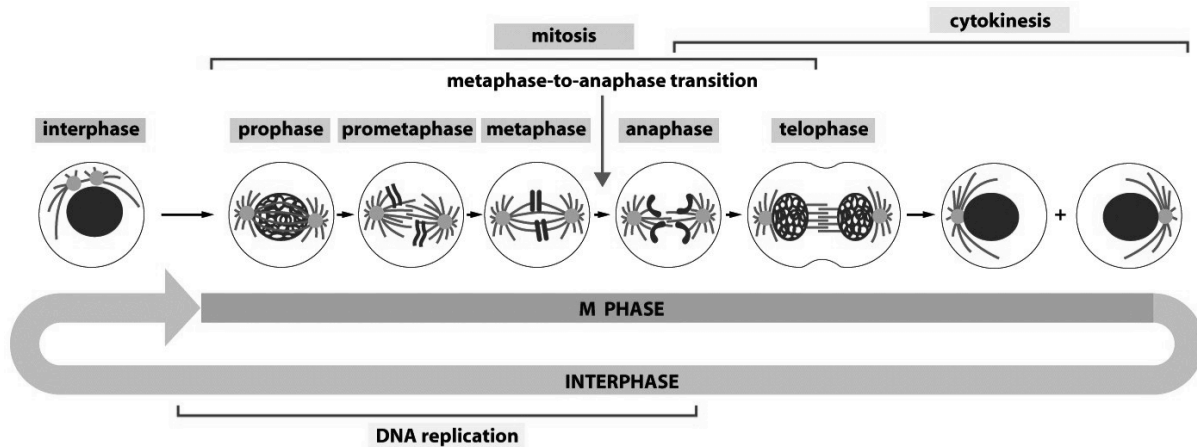 cytokinesis
mitosis
metaphase-to-anaphase transition
interphase
prophase
prometaphase
metaphase
anaphase
telophase
+
M PHASE
INTERPHASE
DNA replication